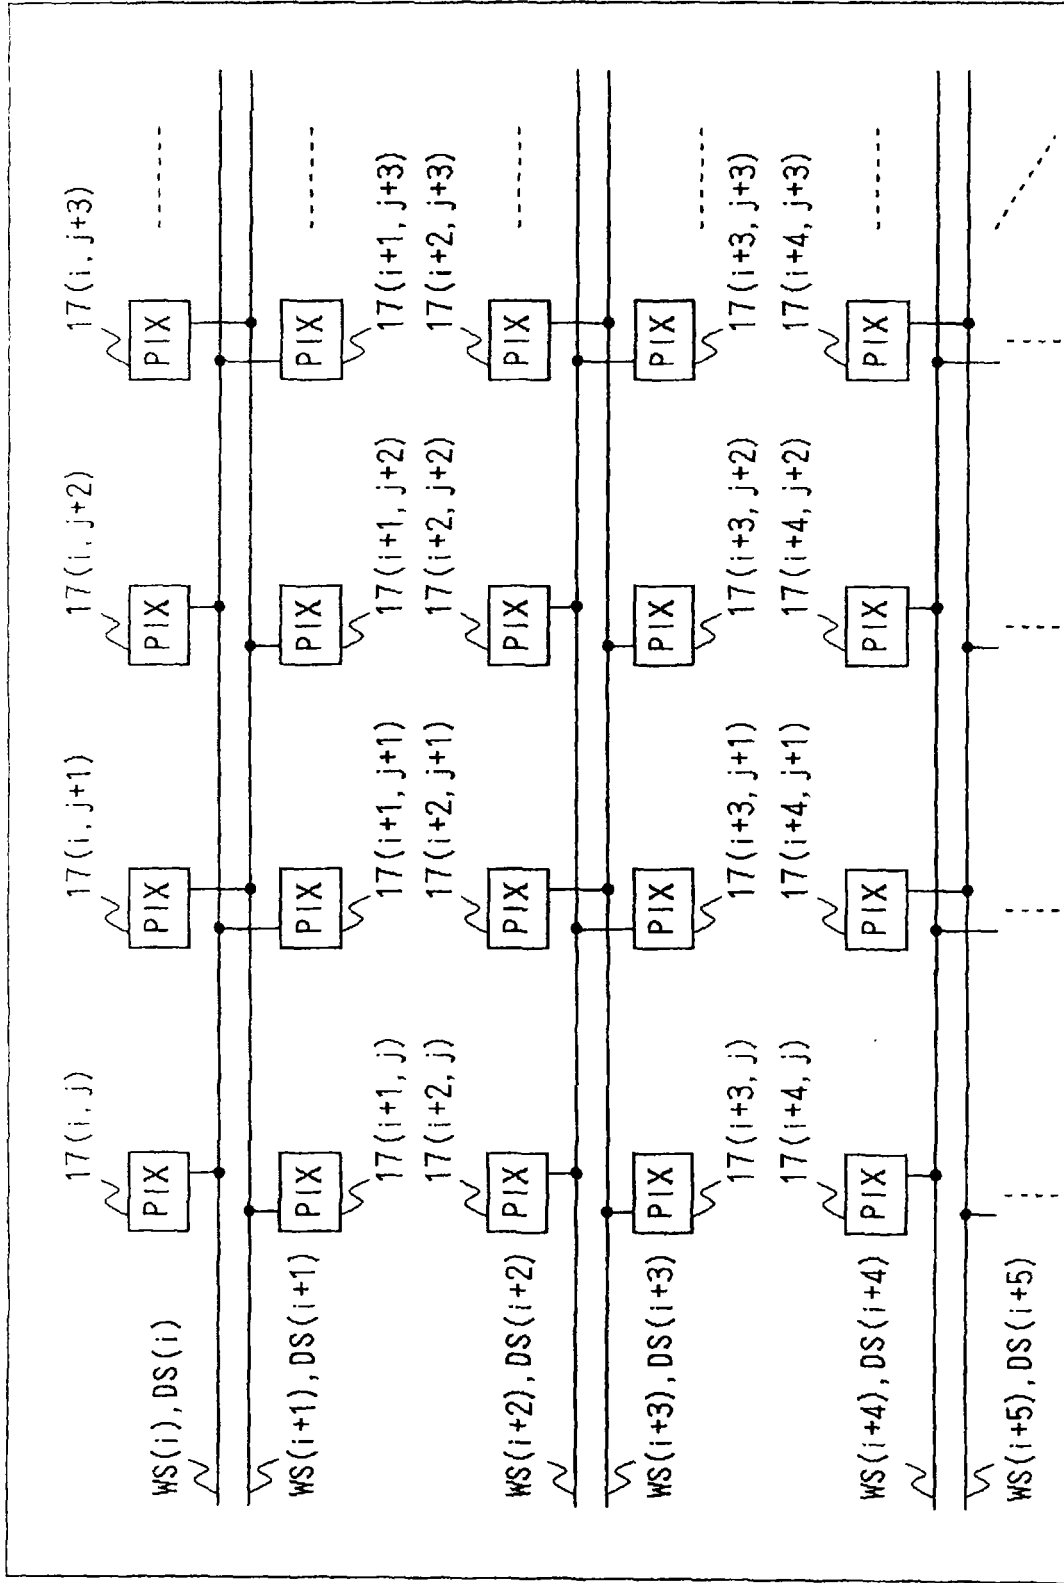 17(i,j) 17(i,j+1) 17(i,j+2) 17(i,j+3)
PIX PIX PIX PIX
WS(i),DS(i)
WS(i+1),DS(i+1)
PIX PIX PIX PIX
17(i+1,j) 17(i+1,j+1) 17(i+1,j+2) 17(i+1,j+3)
17(i+2,j) 17(i+2,j+1) 17(i+2,j+2) 17(i+2,j+3)
PIX PIX PIX PIX
WS(i+2),DS(i+2)
WS(i+3),DS(i+3)
PIX PIX PIX PIX
17(i+3,j) 17(i+3,j+1) 17(i+3,j+2) 17(i+3,j+3)
17(i+4,j) 17(i+4,j+1) 17(i+4,j+2) 17(i+4,j+3)
PIX PIX PIX PIX
WS(i+4),DS(i+4)
WS(i+5),DS(i+5)